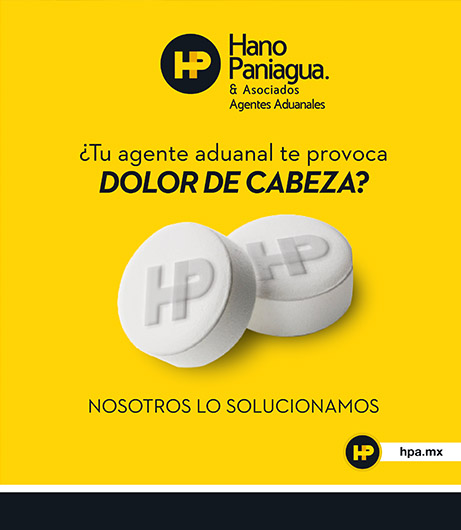 HP
Hano
Paniagua.
& Asociados
Agentes Aduanales
¿Tu agente aduanal te provoca
DOLOR DE CABEZA?
HP
HP
NOSOTROS LO SOLUCIONAMOS
HP
hpa.mx